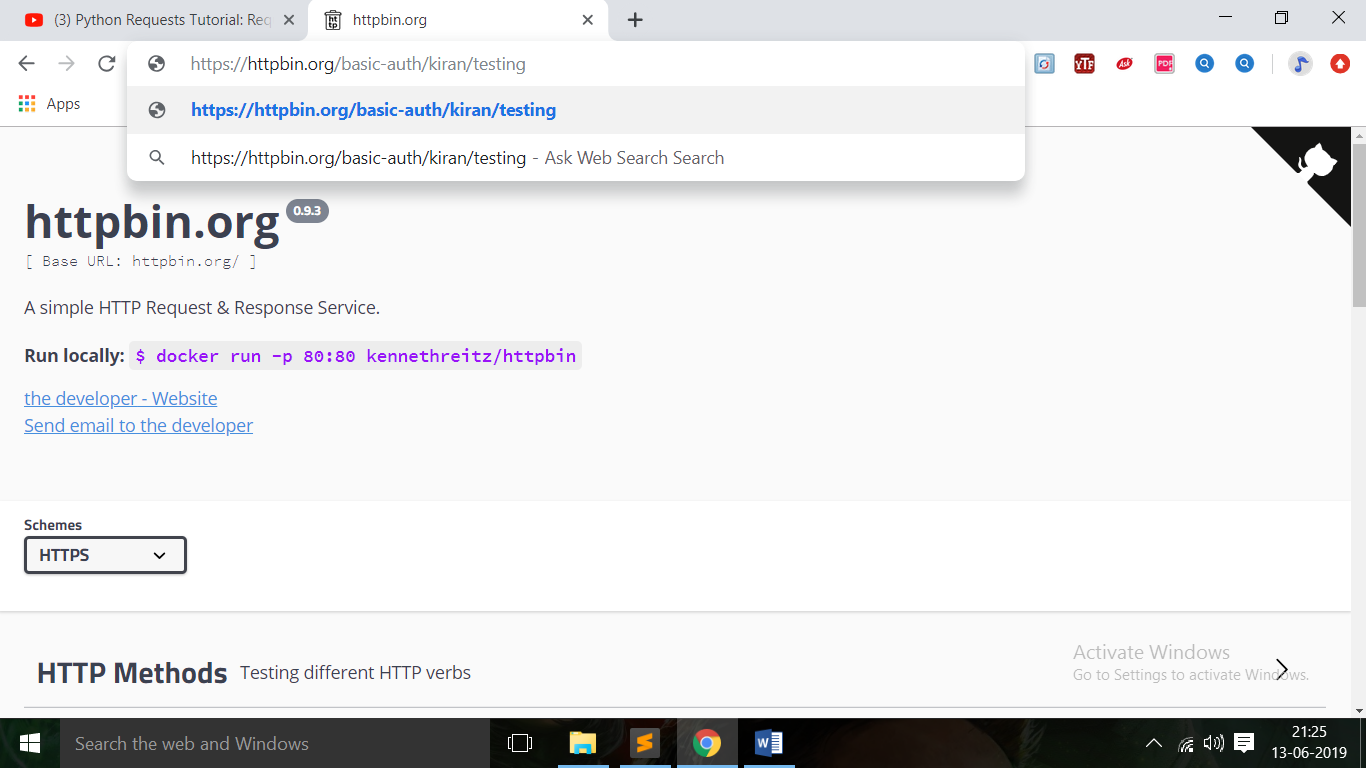 (3) Python Requests Tutorial: Req
httpbin.org
https://httpbin.org/basic-auth/kiran/testing
https://httpbin.org/basic-auth/kiran/testing
https://httpbin.org/basic-auth/kiran/testing - Ask Web Search Search
YTF
Ask
PDF
Apps
httpbin.org 0.9.3
[ Base URL: httpbin.org/ ]
A simple HTTP Request & Response Service.
Run locally: $ docker run -p 80:80 kennethreitz/httpbin
the developer - Website
Send email to the developer
Schemes
HTTPS
HTTP Methods Testing different HTTP verbs
Activate Windows
Go to Settings to activate Windows.
Search the web and Windows
21:25
13-06-2019